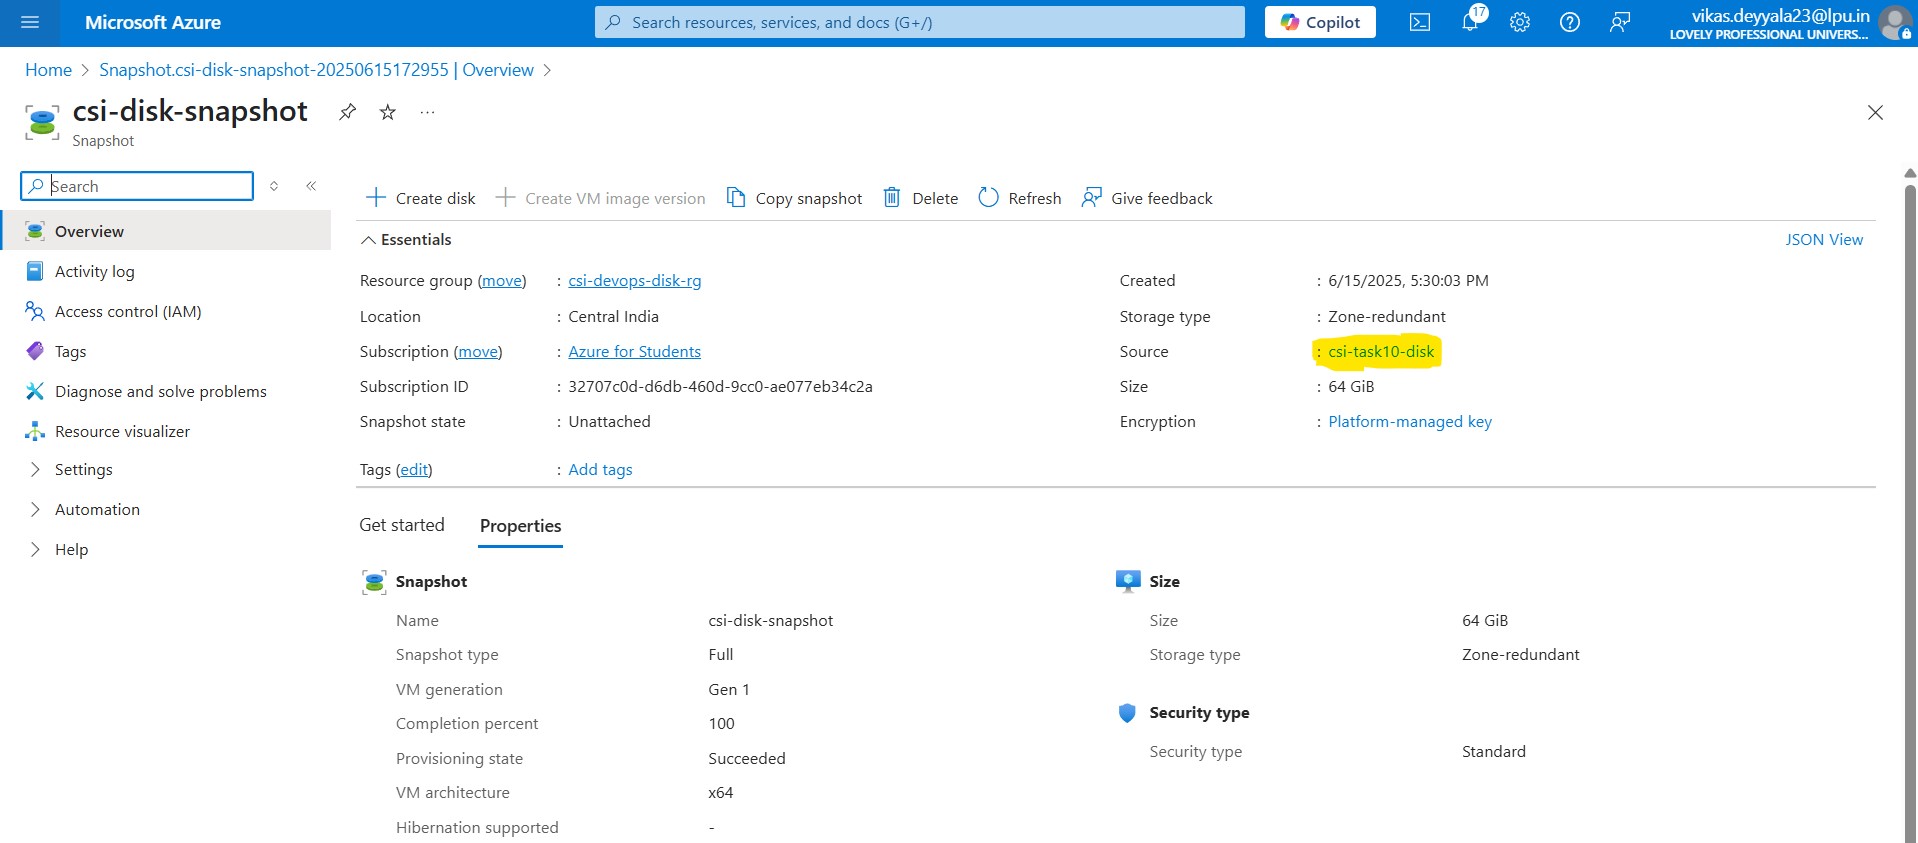 Microsoft Azure
Search resources, services, and docs (G+/)
Copilot
17
vikas.deyyala23@lpu.in
LOVELY PROFESSIONAL UNIVERS...
Home > Snapshot.csi-disk-snapshot-20250615172955 | Overview >
csi-disk-snapshot
Snapshot
Search
Overview
Activity log
Access control (IAM)
Tags
Diagnose and solve problems
Resource visualizer
Settings
Automation
Help
Create disk
Create VM image version
Copy snapshot
Delete
Refresh
Give feedback
Essentials
JSON View
Resource group (move) : csi-devops-disk-rg
Location : Central India
Subscription (move) : Azure for Students
Subscription ID : 32707c0d-d6db-460d-9cc0-ae077eb34c2a
Snapshot state : Unattached
Created : 6/15/2025, 5:30:03 PM
Storage type : Zone-redundant
Source : csi-task10-disk
Size : 64 GiB
Encryption : Platform-managed key
Tags (edit) : Add tags
Get started
Properties
Snapshot
Name csi-disk-snapshot
Snapshot type Full
VM generation Gen 1
Completion percent 100
Provisioning state Succeeded
VM architecture x64
Hibernation supported -
Size
Size 64 GiB
Storage type Zone-redundant
Security type
Security type Standard